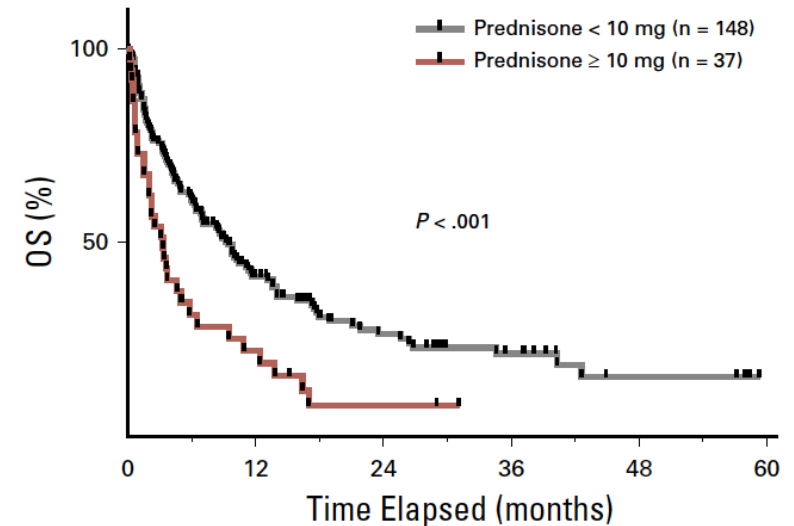 Prednisone < 10 mg (n = 148)
Prednisone ≥ 10 mg (n = 37)
100
50
OS (%)
P < .001
0 12 24 36 48 60
Time Elapsed (months)